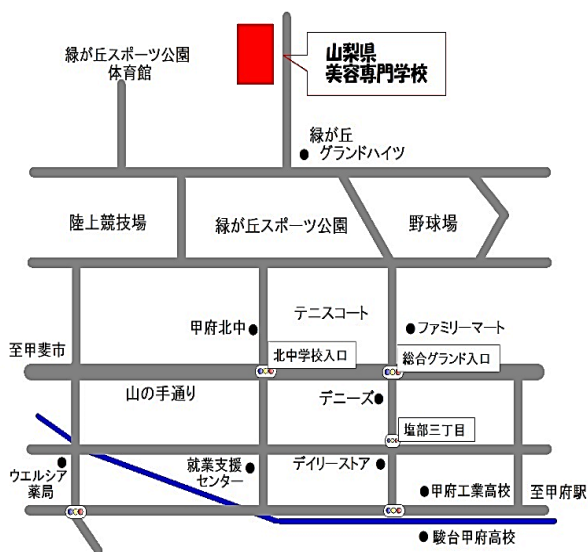 緑が丘スポーツ公園
体育館
山梨県
美容専門学校
緑が丘
グランドハイツ
陸上競技場
緑が丘スポーツ公園
野球場
テニスコート
甲府北中
ファミリーマート
至甲斐市
北中学校入口
総合グランド入口
山の手通り
デニーズ
塩部三丁目
ウエルシア
薬局
就業支援
センター
デイリーストア
甲府工業高校
至甲府駅
駿台甲府高校